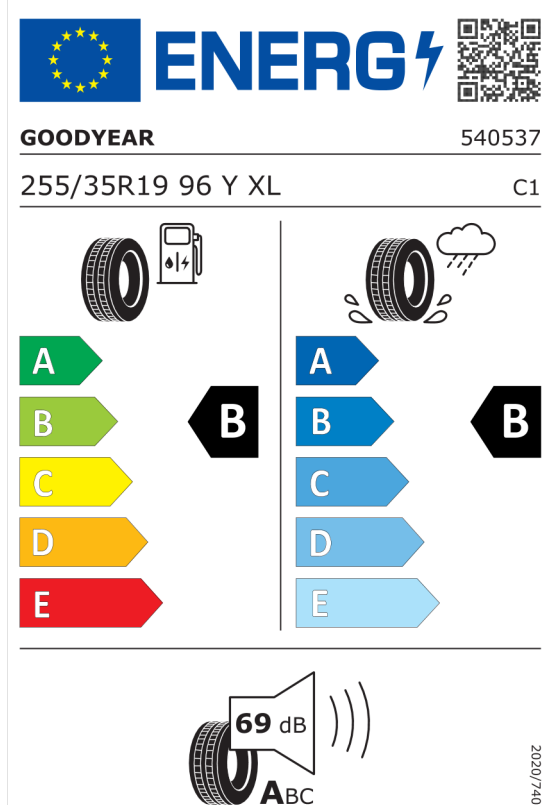 ENERG
GOODYEAR 540537
255/35R19 96 Y XL C1
A A
B B B B
C C
D D
E E
69 dB
ABC
2020/740